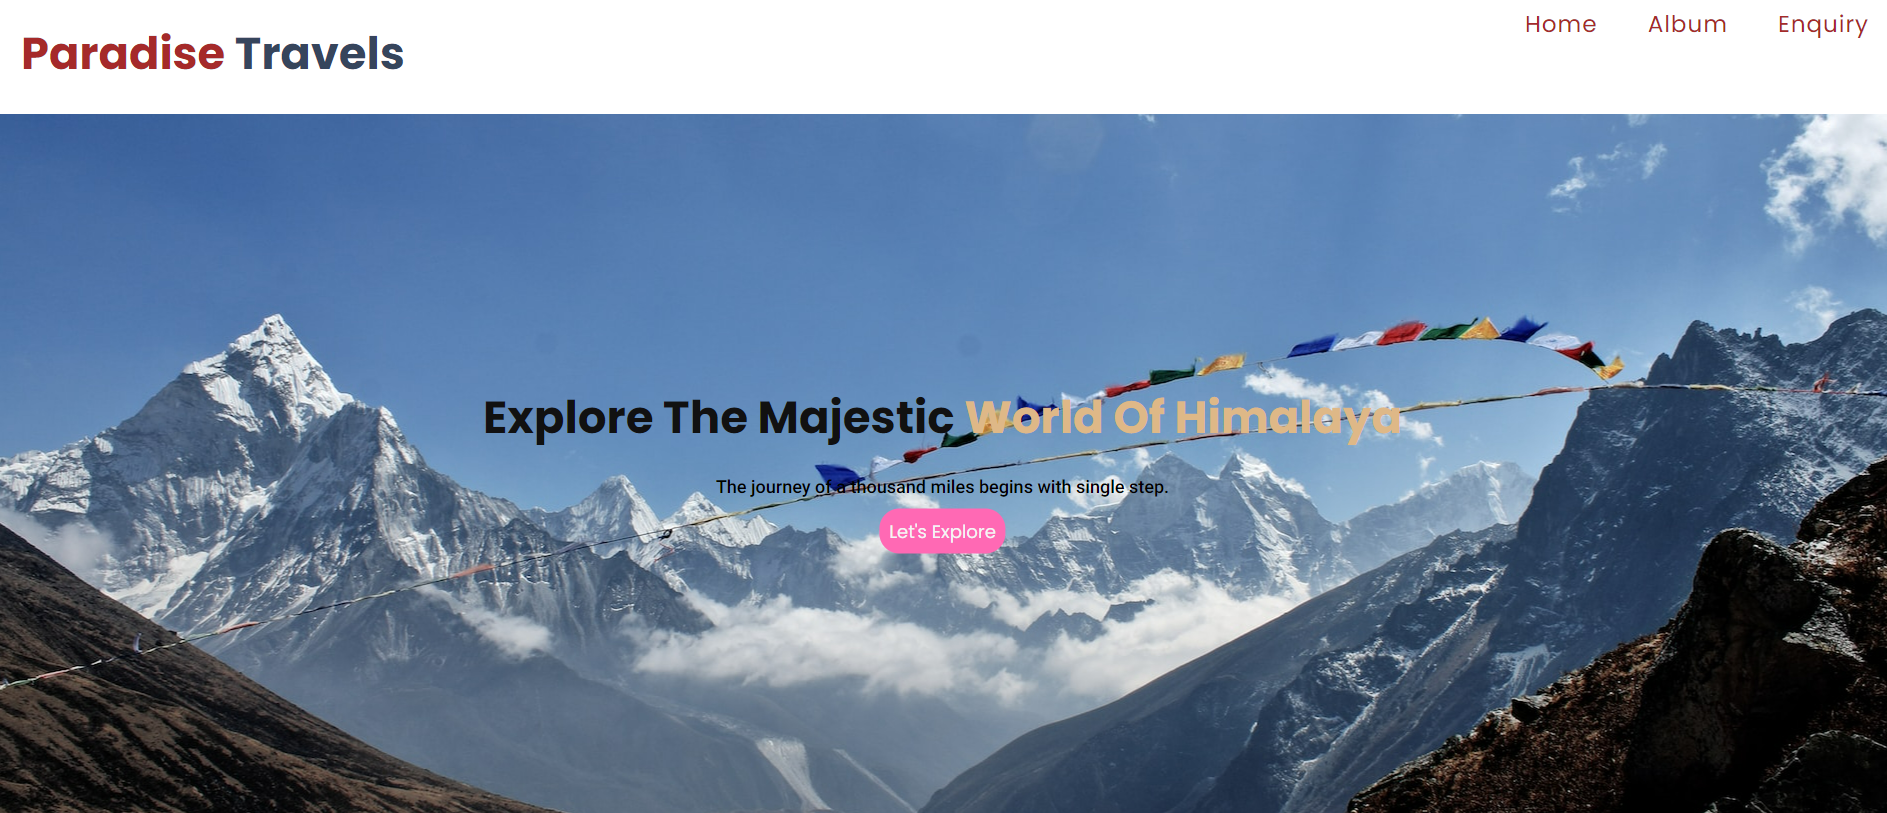 Paradise Travels
Home Album Enquiry
Explore The Majestic World Of Himalaya
The journey of a thousand miles begins with single step.
Let's Explore